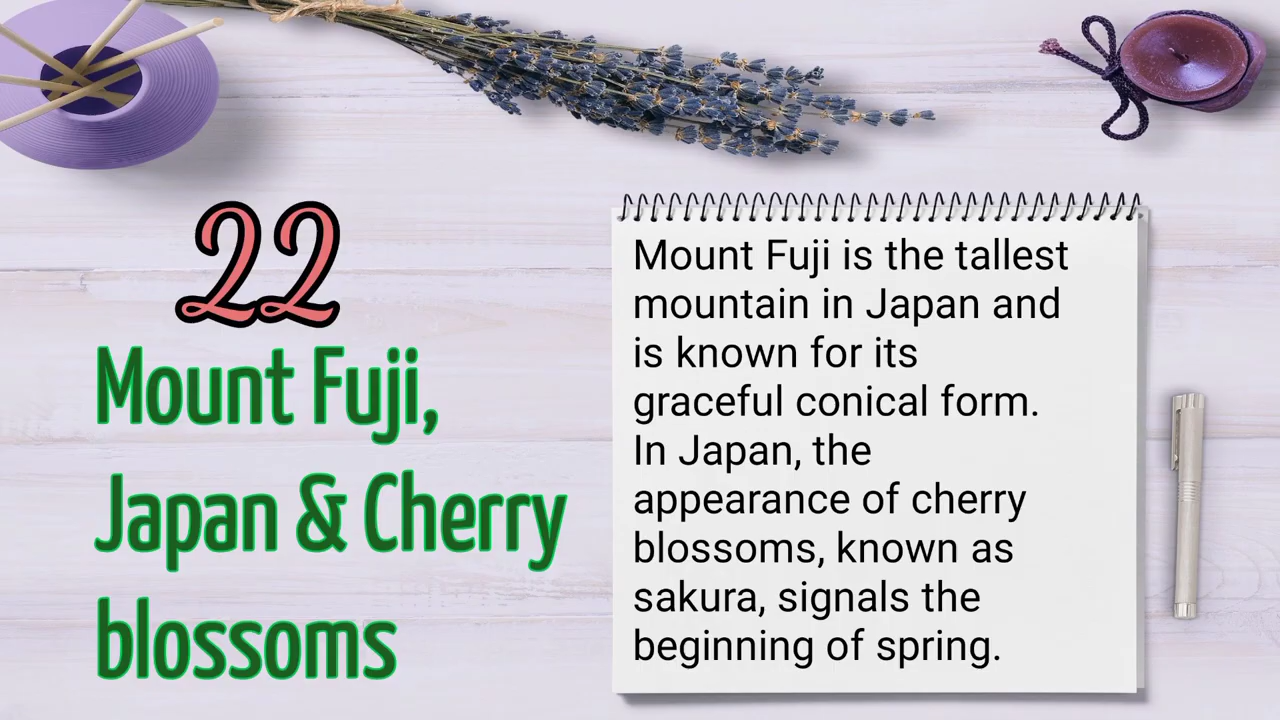 22
Mount Fuji,
Japan & Cherry
blossoms
Mount Fuji is the tallest
mountain in Japan and
is known for its
graceful conical form.
In Japan, the
appearance of cherry
blossoms, known as
sakura, signals the
beginning of spring.